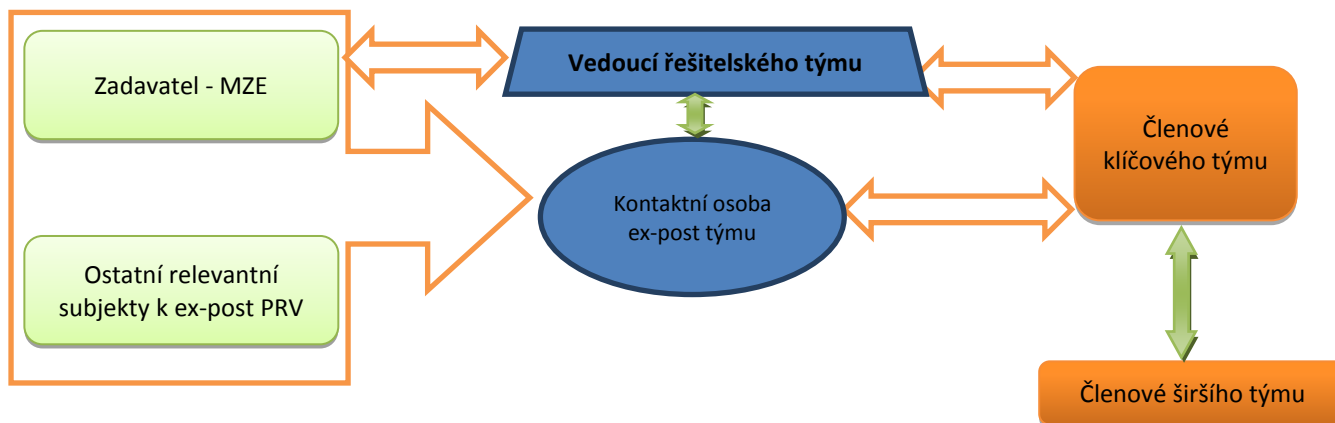 Zadavatel - MZE
Vedoucí řešitelského týmu
Členové
klíčového týmu
Kontaktní osoba
ex-post týmu
Ostatní relevantní
subjekty k ex-post PRV
Členové širšího týmu